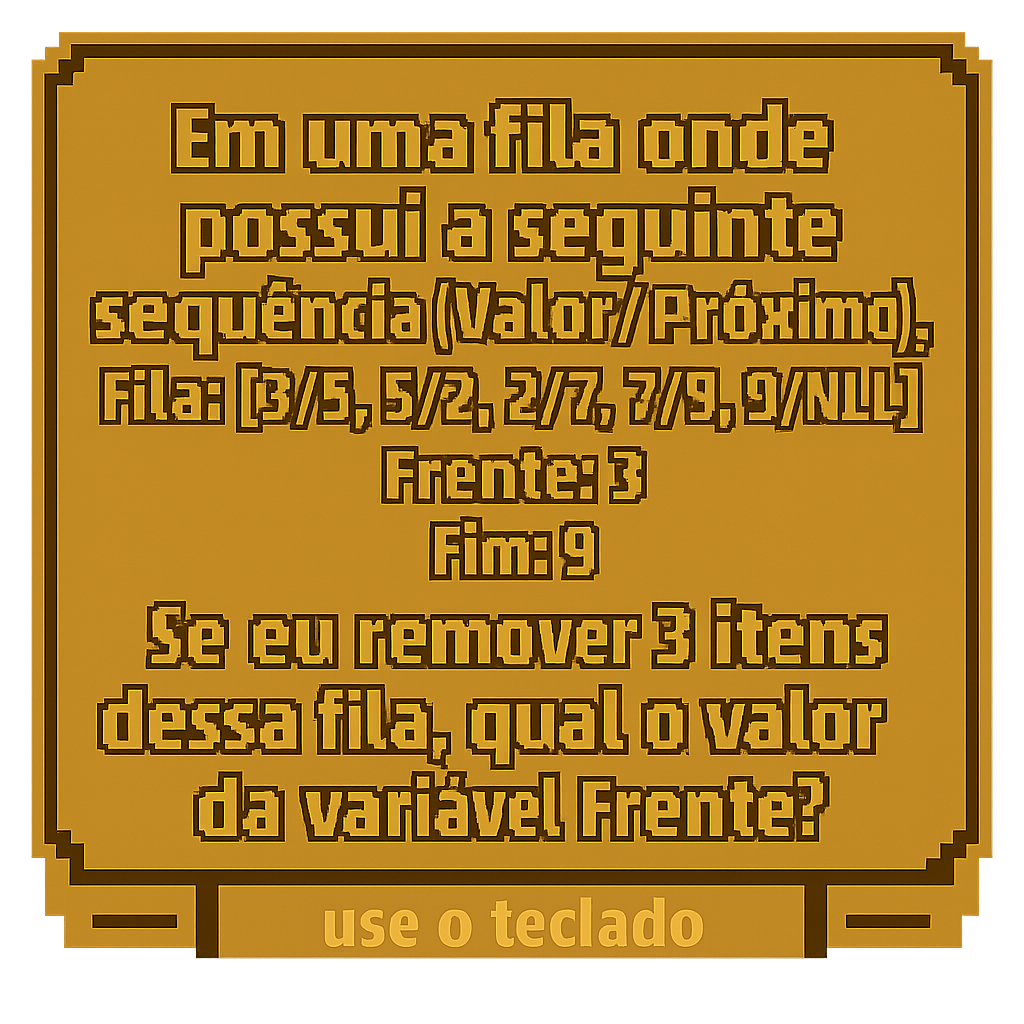 Em uma fila onde
possui a seguinte
sequência (Valor/Próximo).
Fila: [3/5, 5/2, 2/7, 7/9, 9/NLL]
Frente: 3
Fim: 9
Se eu remover 3 itens
dessa fila, qual o valor
da variável Frente?
use o teclado